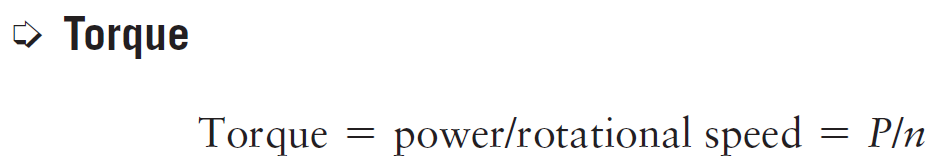 ➩ Torque
Torque = power/rotational speed = P/n